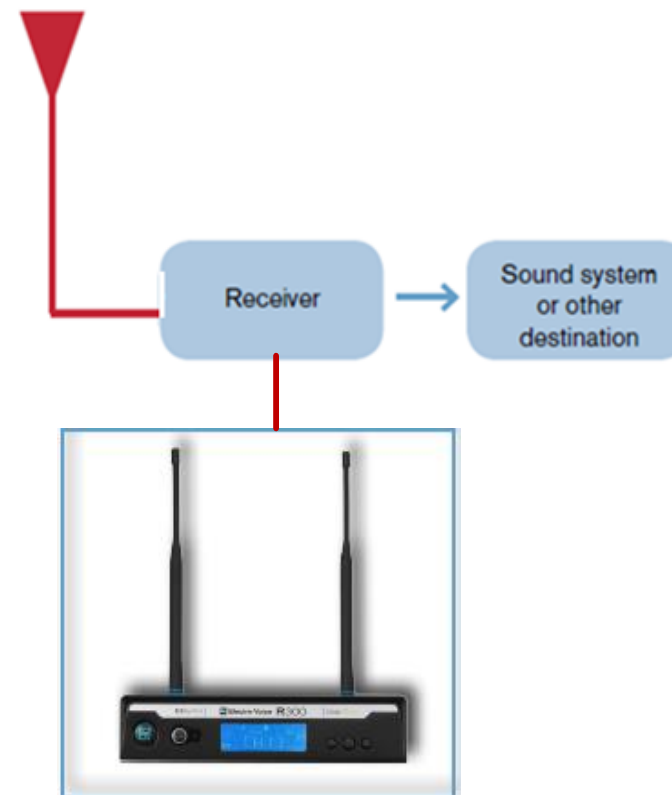 Receiver
Sound system
or other
destination
Electro-Voice R300